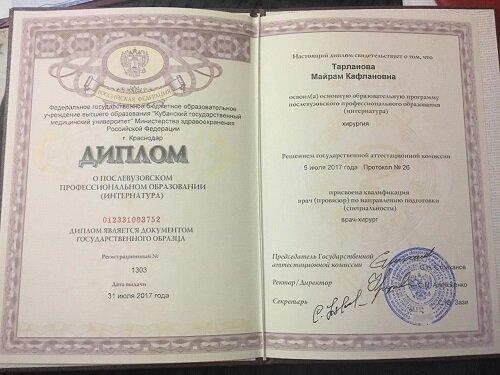 РОССИЙСКАЯ ФЕДЕРАЦИЯ
Федеральное государственное бюджетное образовательное
учреждение высшего образования "Кубанский государственный
медицинский университет" Министерства здравоохранения
Российской Федерации
г. Краснодар
ДИПЛОМ
О ПОСЛЕВУЗОВСКОМ
ПРОФЕССИОНАЛЬНОМ ОБРАЗОВАНИИ
(ИНТЕРНАТУРА)
012331003752
ДИПЛОМ ЯВЛЯЕТСЯ ДОКУМЕНТОМ
ГОСУДАРСТВЕННОГО ОБРАЗЦА
Регистрационный №
1303
Дата выдачи
31 июля 2017 года
Настоящий диплом свидетельствует о том, что
Тарланова
Майрам Кафлановна
освоил(а) основную образовательную программу
послевузовского профессионального образования
(интернатура)
хирургия
Решением государственной аттестационной комиссии
5 июля 2017 года Протокол № 26
присвоена квалификация
врач (провизор) по направлению подготовки
(специальности)
врач-хирург
Председатель Государственной
аттестационной комиссии
Ректор/Директор
Секретарь